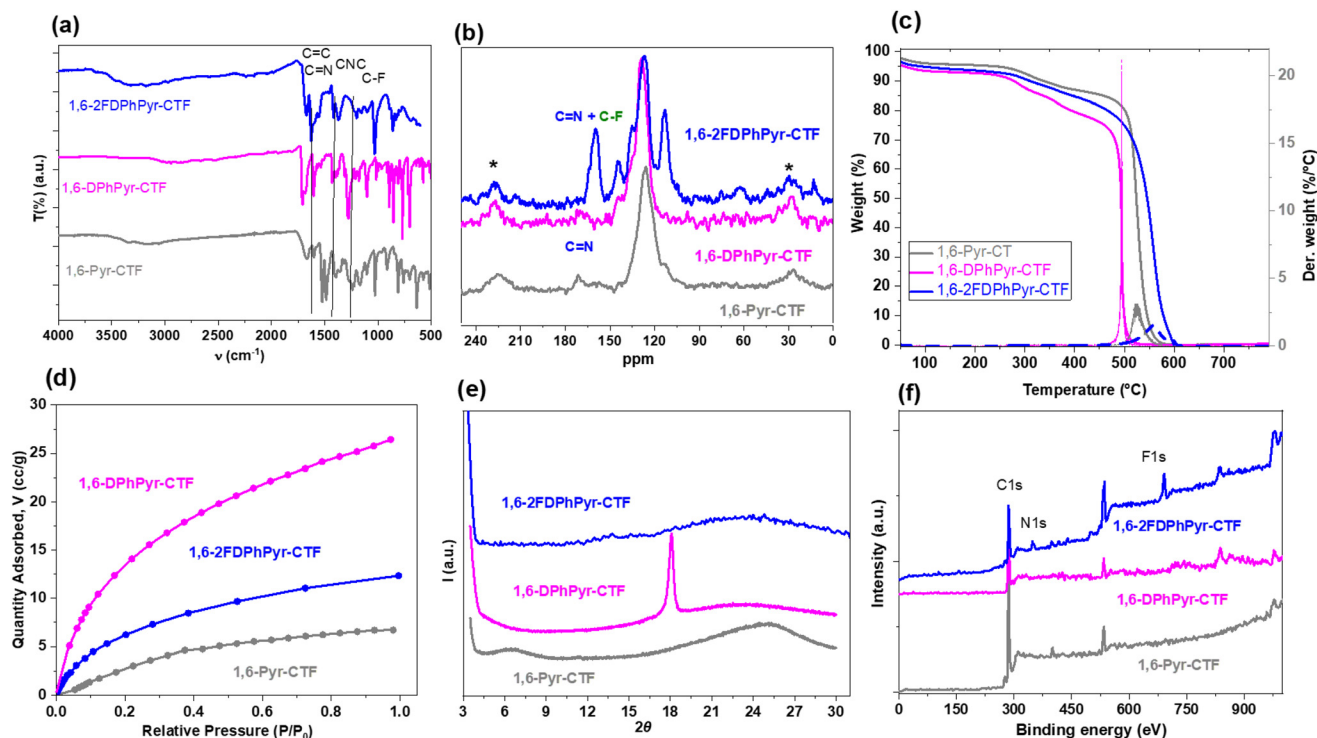 (a)
C=C
C=N
CNC
C-F
1,6-2FDPhPyr-CTF
1,6-DPhPyr-CTF
1,6-Pyr-CTF
T(%) (a.u.)
4000 3500 3000 2500 2000 1500 1000 500
ν (cm⁻¹)
(b)
C=N + C-F
1,6-2FDPhPyr-CTF
*
*
1,6-DPhPyr-CTF
C=N
1,6-Pyr-CTF
240 210 180 150 120 90 60 30 0
ppm
(c)
100
90
80
70
60
50
40
30
20
10
0
Weight (%)
20
15
10
5
0
Der. weight (%/°C)
1,6-Pyr-CT
1,6-DPhPyr-CTF
1,6-2FDPhPyr-CTF
100 200 300 400 500 600 700
Temperature (°C)
(d)
30
25
20
15
10
5
0
Quantity Adsorbed, V (cc/g)
1,6-DPhPyr-CTF
1,6-2FDPhPyr-CTF
1,6-Pyr-CTF
0.0 0.2 0.4 0.6 0.8 1.0
Relative Pressure (P/P₀)
(e)
I (a.u.)
1,6-2FDPhPyr-CTF
1,6-DPhPyr-CTF
1,6-Pyr-CTF
3 6 9 12 15 18 21 24 27 30
2θ
(f)
Intensity (a.u.)
C1s
N1s
F1s
1,6-2FDPhPyr-CTF
1,6-DPhPyr-CTF
1,6-Pyr-CTF
0 150 300 450 600 750 900
Binding energy (eV)